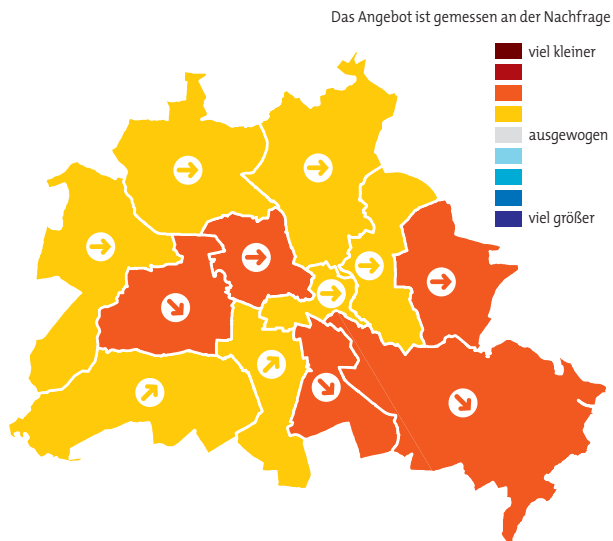 Das Angebot ist gemessen an der Nachfrage
viel kleiner
ausgewogen
viel größer